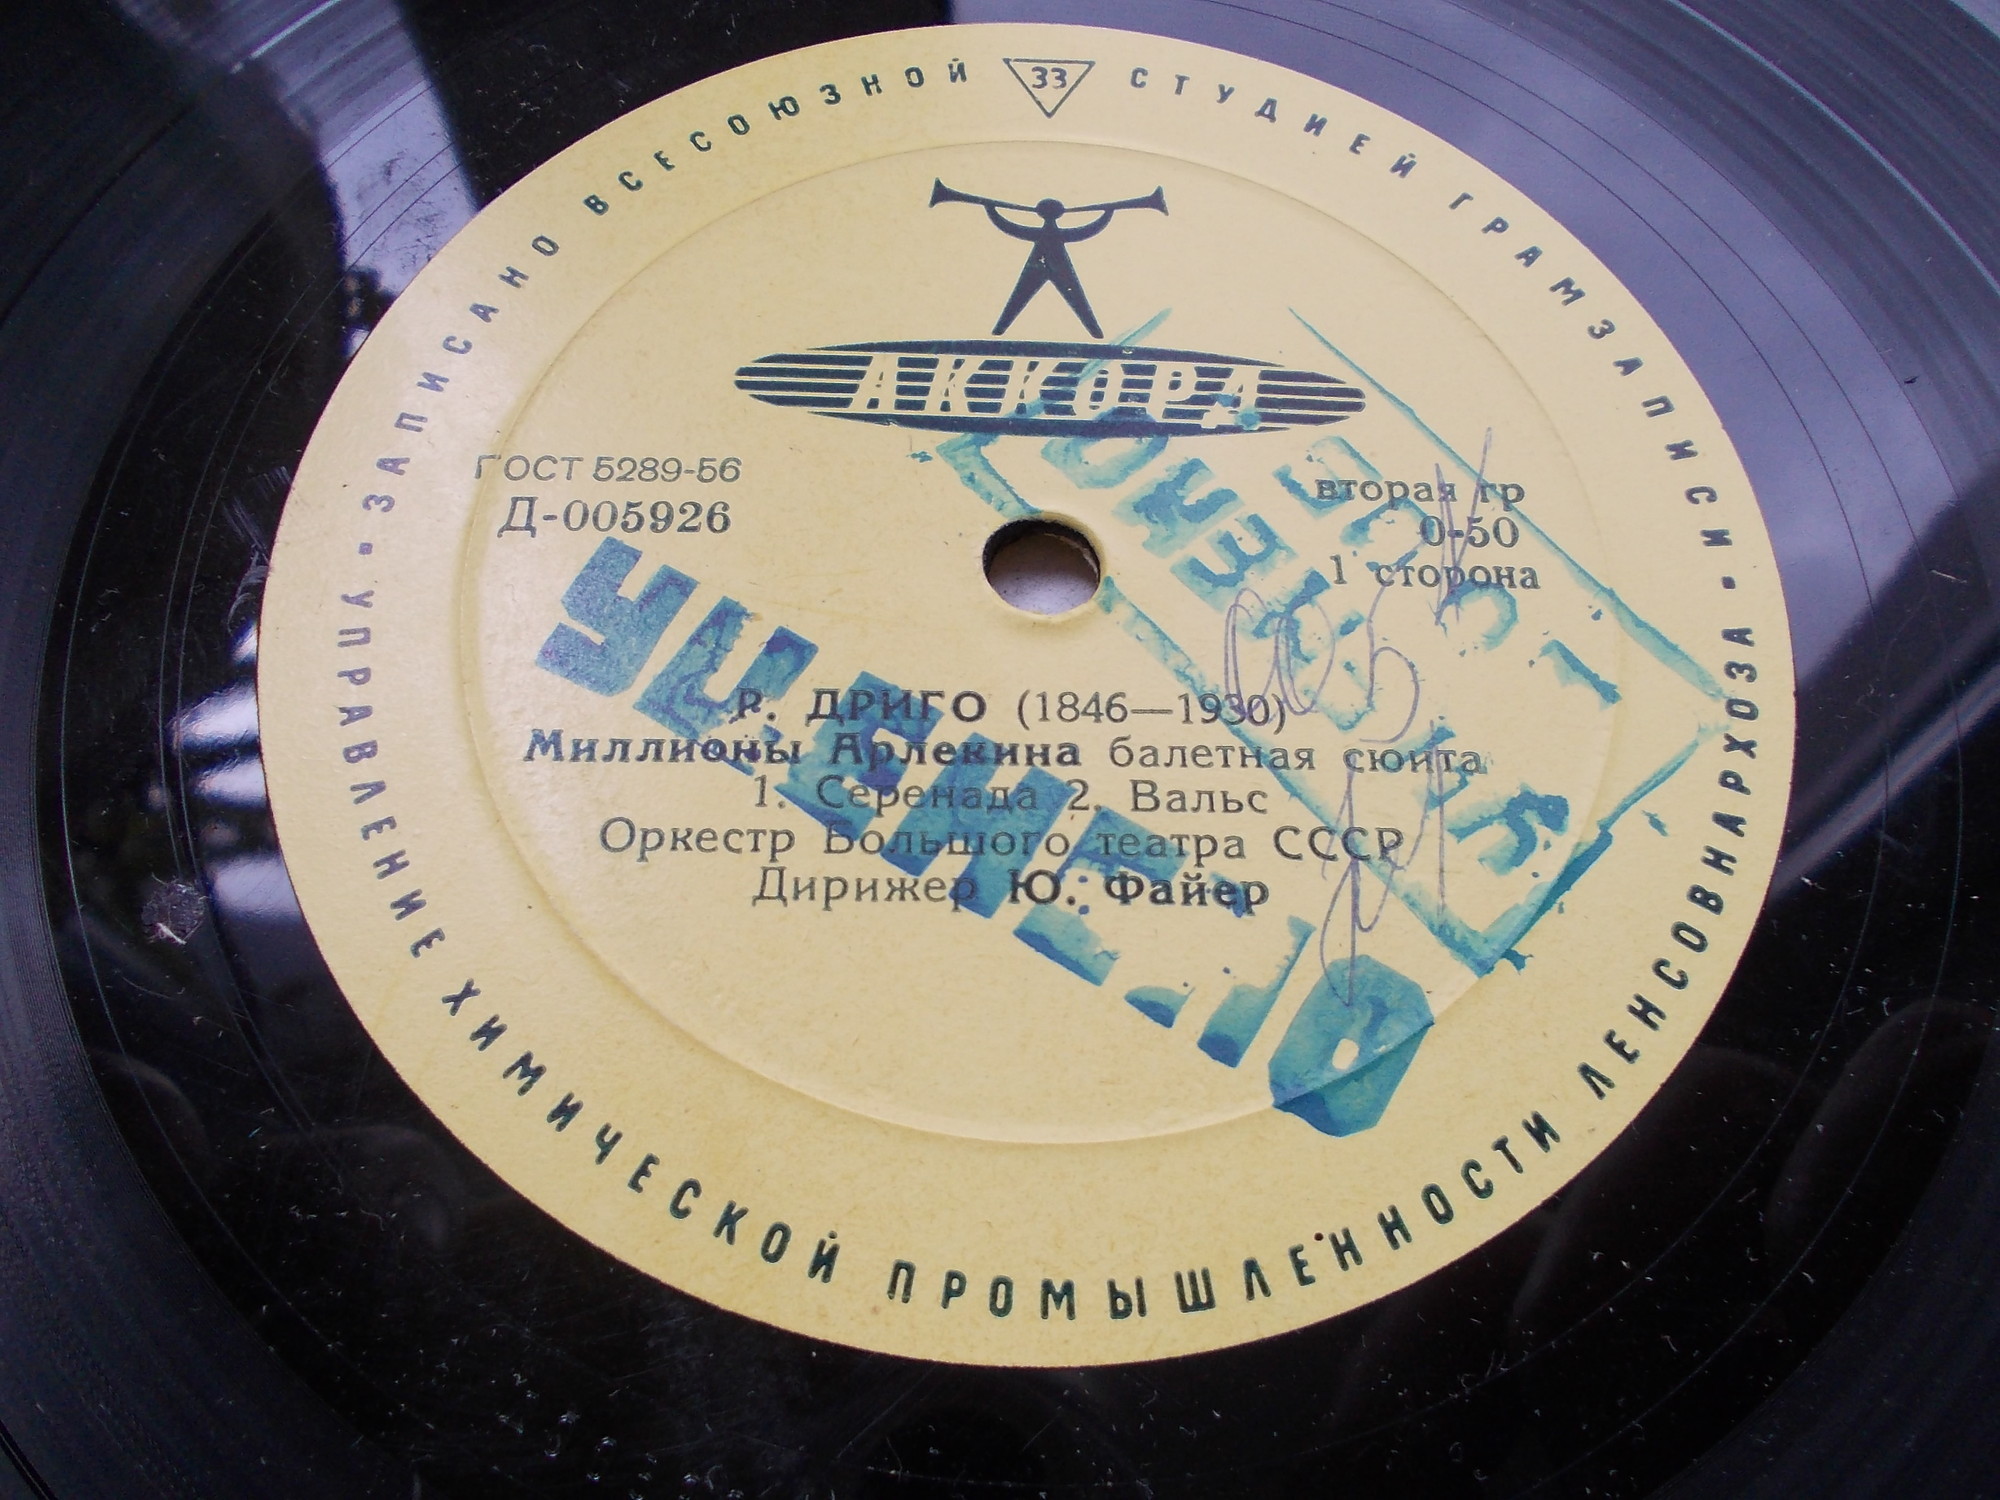 ЗАПИСАНО ВСЕСОЮЗНОЙ 33 СТУДИЕЙ ГРАМЗАПИСИ
АККОРД
ГОСТ 5289-56
Д-005926
вторая гр
0-50
1 сторона
УЦЕНЕНО
Р. ДРИГО (1846—1930)
Миллионы Арлекина балетная сюита
1. Серенада 2. Вальс
Оркестр Большого театра СССР
Дирижер Ю. Файер
УПРАВЛЕНИЕ ХИМИЧЕСКОЙ ПРОМЫШЛЕННОСТИ ЛЕНСОВНАРХОЗА